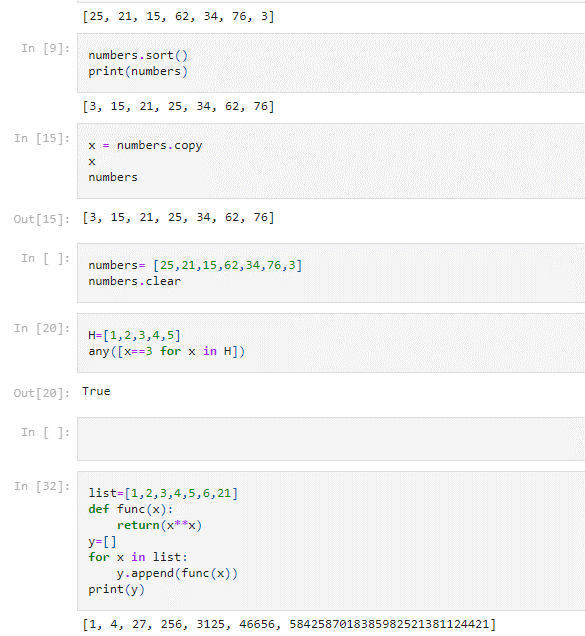 [25, 21, 15, 62, 34, 76, 3]
In [9]:
numbers.sort()
print(numbers)
[3, 15, 21, 25, 34, 62, 76]
In [15]:
x = numbers.copy
x
numbers
Out[15]: [3, 15, 21, 25, 34, 62, 76]
In [ ]:
numbers= [25,21,15,62,34,76,3]
numbers.clear
In [20]:
H=[1,2,3,4,5]
any([x==3 for x in H])
Out[20]: True
In [ ]:
In [32]:
list=[1,2,3,4,5,6,21]
def func(x):
    return(x**x)
y=[]
for x in list:
    y.append(func(x))
print(y)
[1, 4, 27, 256, 3125, 46656, 5842587018385982521381124421]